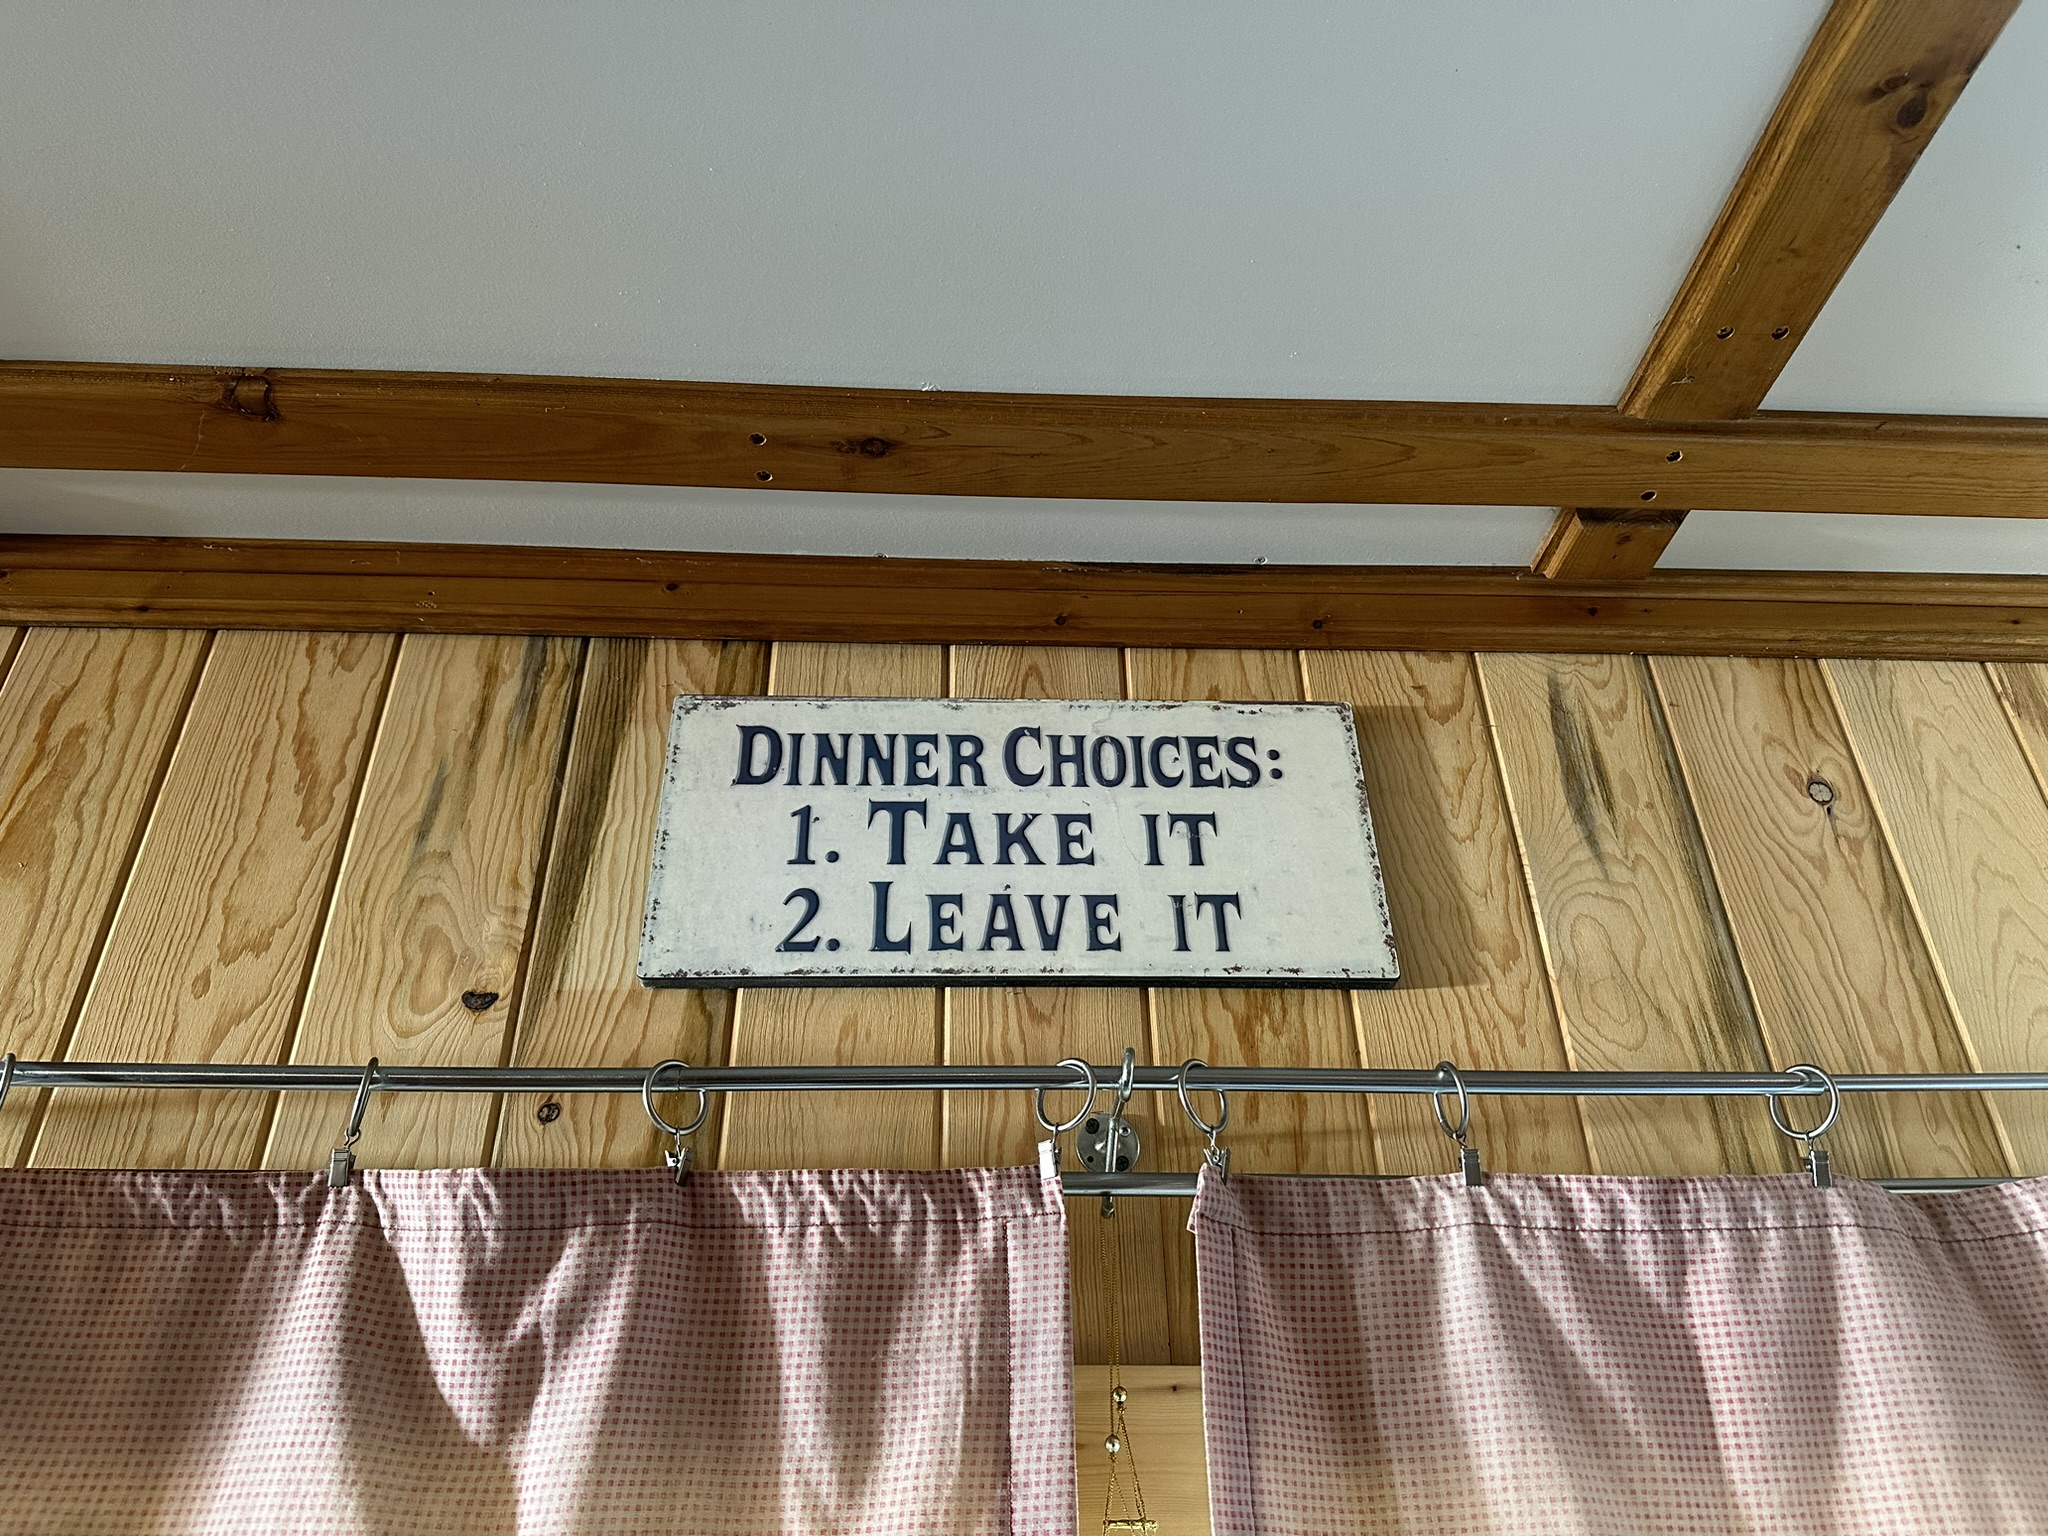 DINNER CHOICES:
1. TAKE IT
2. LEAVE IT